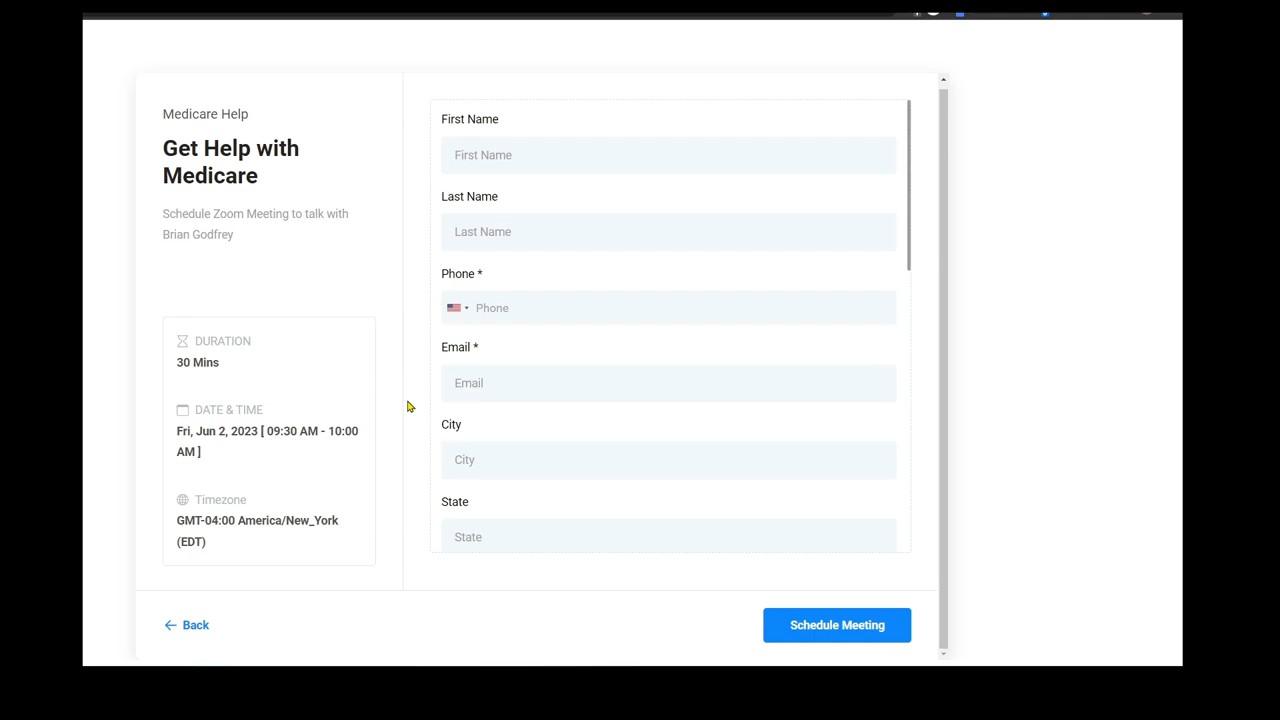 Medicare Help
Get Help with
Medicare
Schedule Zoom Meeting to talk with
Brian Godfrey
DURATION
30 Mins
DATE & TIME
Fri, Jun 2, 2023 [ 09:30 AM - 10:00
AM ]
Timezone
GMT-04:00 America/New_York
(EDT)
First Name
First Name
Last Name
Last Name
Phone *
Phone
Email *
Email
City
City
State
State
Back
Schedule Meeting